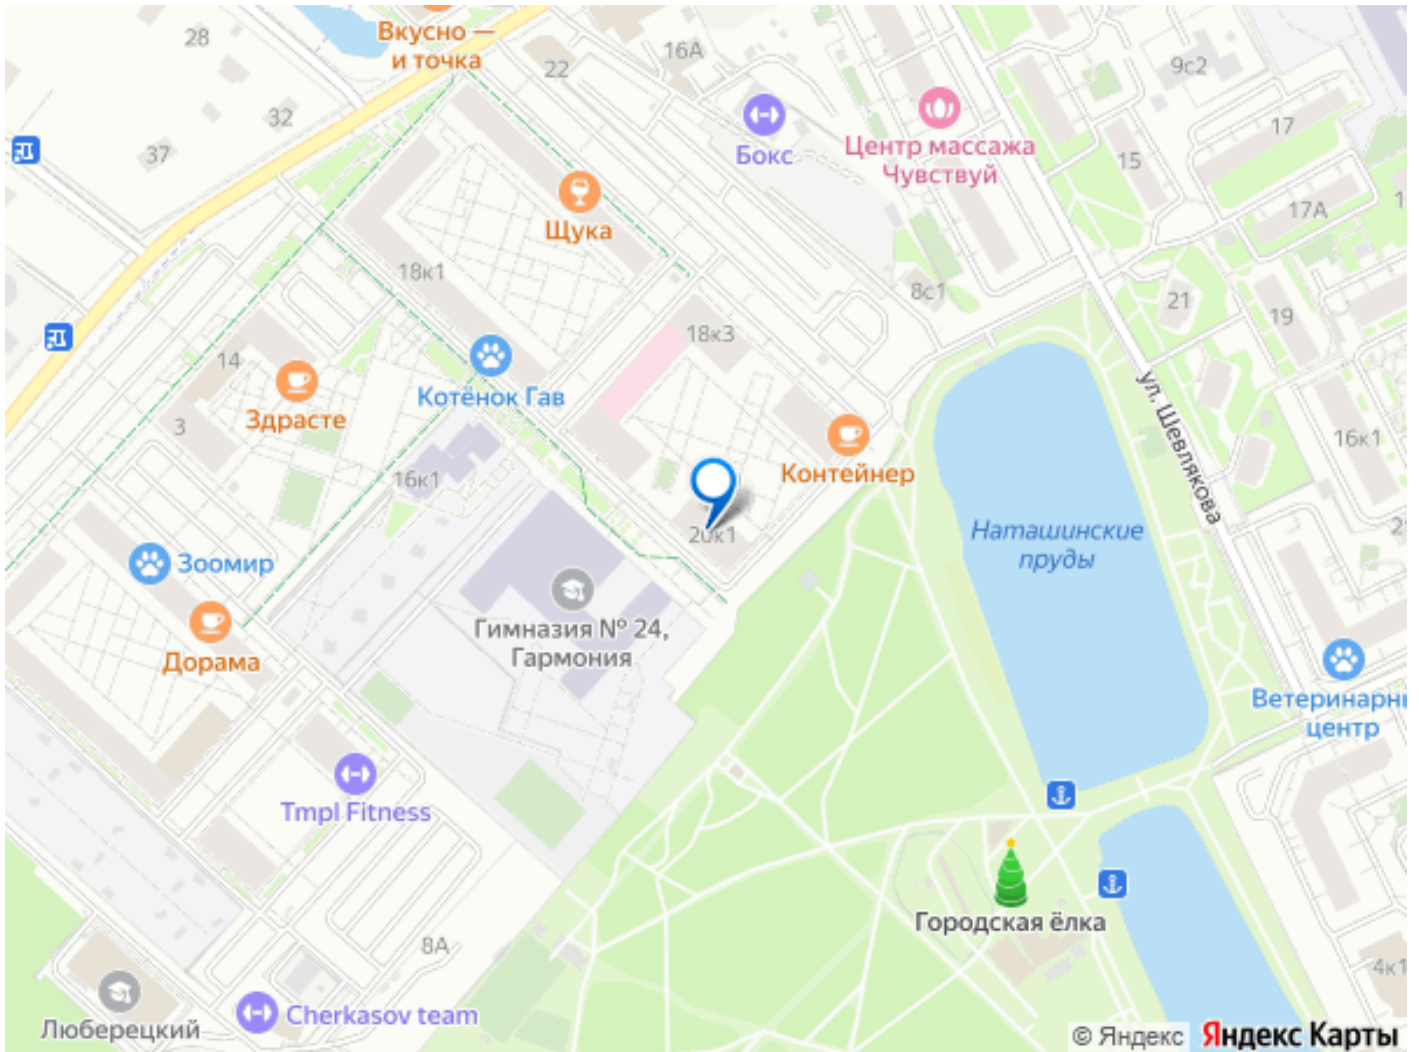 Вкусно —
и точка
28
22
16А
9с2
32
37
Бокс
Центр массажа
Чувствуй
15
17
17А
Щука
18к1
8с1
21
19
18к3
14
Котёнок Гав
Здрасте
3
ул. Шевлякова
16к1
Контейнер
16к1
20к1
Наташинские
пруды
Зоомир
Гимназия № 24,
Гармония
Дорама
Ветеринарны
центр
Tmpl Fitness
Городская ёлка
8А
4к1
Люберецкий
Cherkasov team
© Яндекс Яндекс Карты